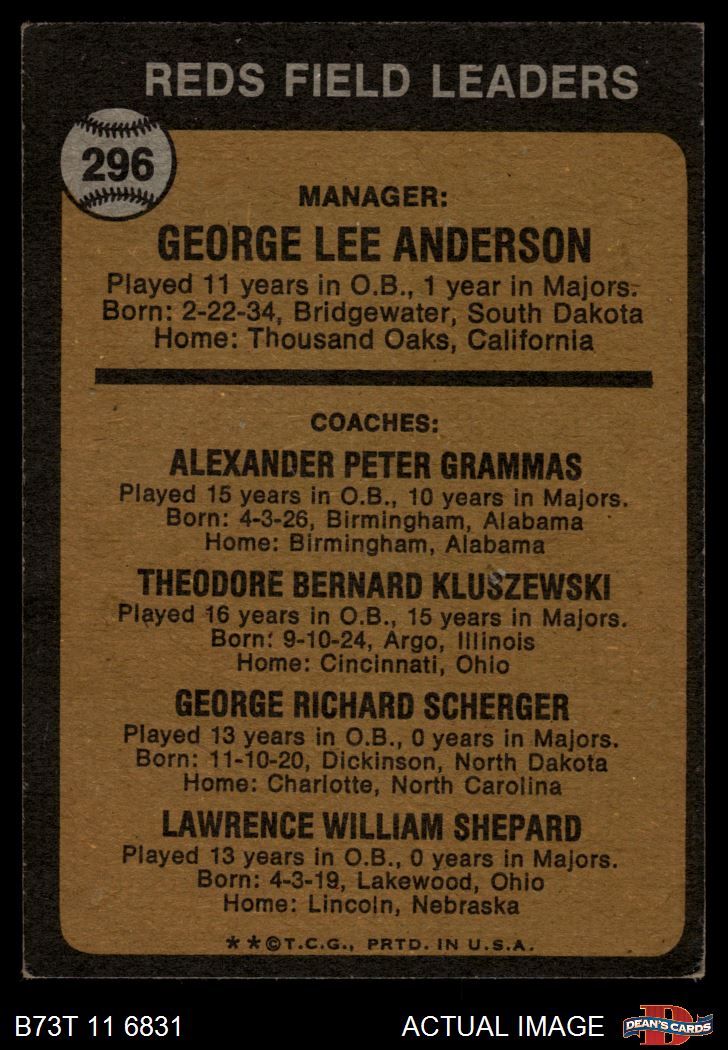 REDS FIELD LEADERS
296
MANAGER:
GEORGE LEE ANDERSON
Played 11 years in O.B., 1 year in Majors.
Born: 2-22-34, Bridgewater, South Dakota
Home: Thousand Oaks, California
COACHES:
ALEXANDER PETER GRAMMAS
Played 15 years in O.B., 10 years in Majors.
Born: 4-3-26, Birmingham, Alabama
Home: Birmingham, Alabama
THEODORE BERNARD KLUSZEWSKI
Played 16 years in O.B., 15 years in Majors.
Born: 9-10-24, Argo, Illinois
Home: Cincinnati, Ohio
GEORGE RICHARD SCHERGER
Played 13 years in O.B., 0 years in Majors.
Born: 11-10-20, Dickinson, North Dakota
Home: Charlotte, North Carolina
LAWRENCE WILLIAM SHEPARD
Played 13 years in O.B., 0 years in Majors.
Born: 4-3-19, Lakewood, Ohio
Home: Lincoln, Nebraska
**©T.C.G., PRTD. IN U.S.A.
B73T 11 6831
ACTUAL IMAGE
D
DEAN'S CARDS